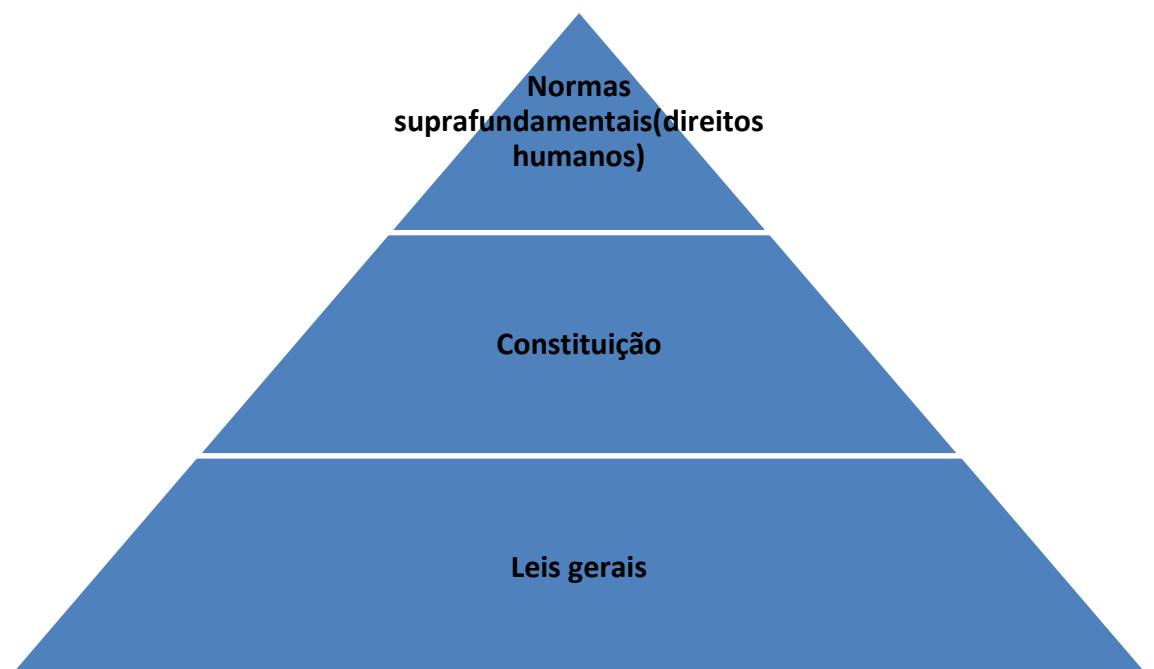 Normas
suprafundamentais(direitos
humanos)
Constituição
Leis gerais